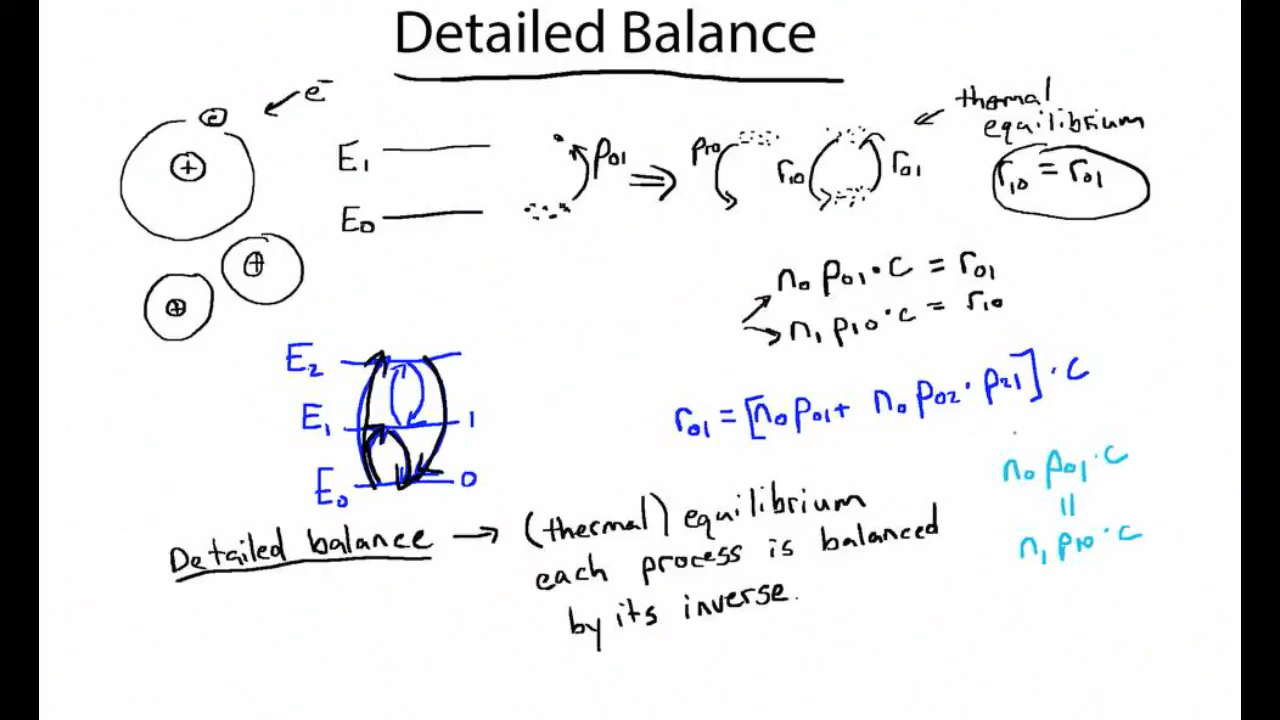 Detailed Balance
e⁻
thermal
equilibrium
+
E₁
p₀₁
⇒
p₁₀
r₁₀
r₀₁
r₁₀ = r₀₁
E₀
+
+
n₀ p₀₁ · c = r₀₁
n₁ p₁₀ · c = r₁₀
E₂
E₁
1
E₀
0
r₀₁ = [n₀ p₀₁ + n₀ p₀₂ · p₂₁] · c
n₀ p₀₁ · c
=
n₁ p₁₀ · c
Detailed balance → (thermal) equilibrium
each process is balanced
by its inverse.